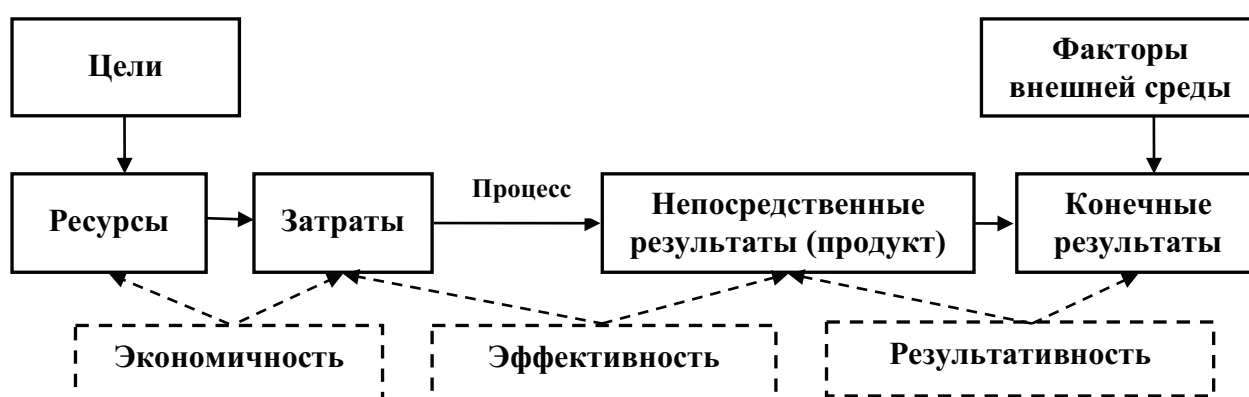 Цели
Факторы
внешней среды
Ресурсы
Затраты
Процесс
Непосредственные
результаты (продукт)
Конечные
результаты
Экономичность
Эффективность
Результативность